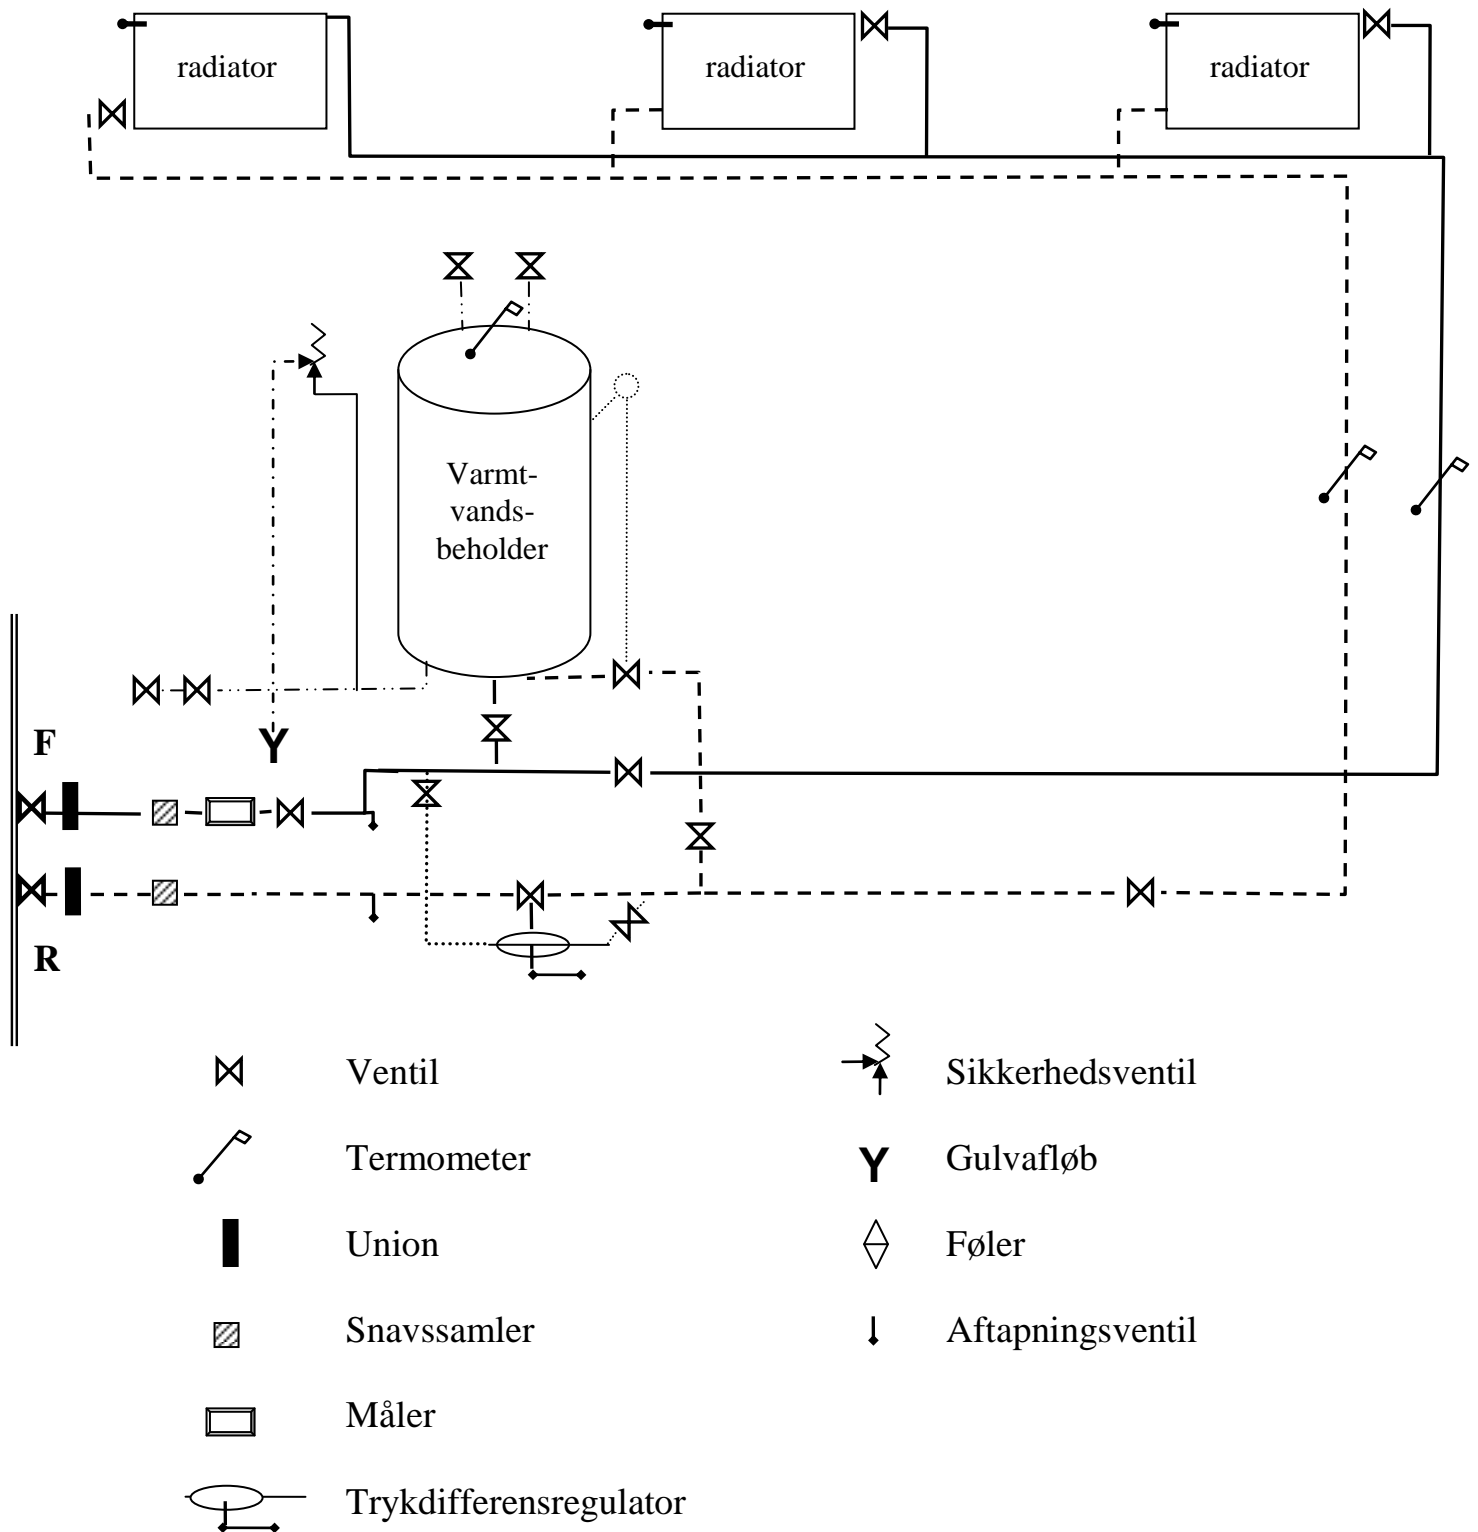 radiator
radiator
radiator
Varmt-
vands-
beholder
F
Y
R
Ventil
Sikkerhedsventil
Termometer
Y
Gulvafløb
Union
Føler
Snavssamler
Aftapningsventil
Måler
Trykdifferensregulator